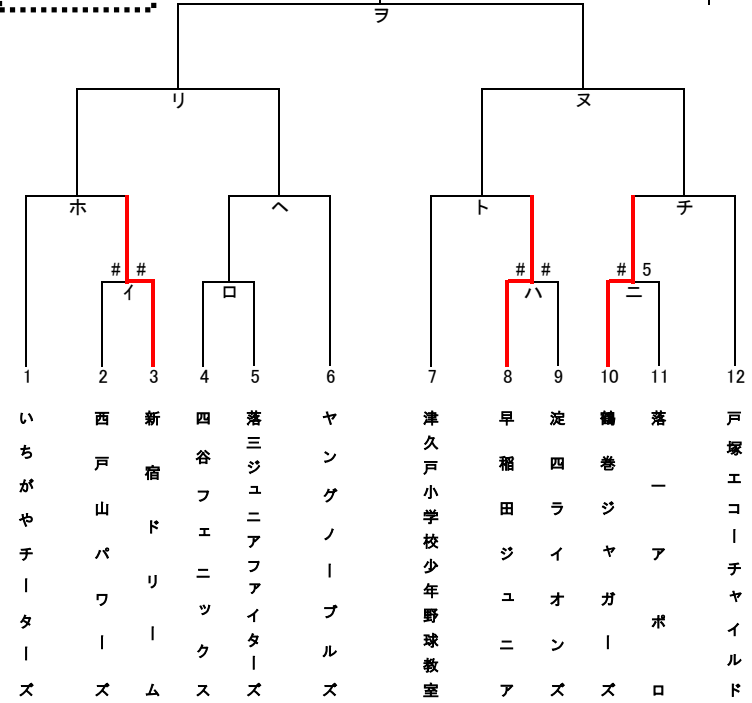 ヲ
リ
ヌ
ホ
ヘ
ト
チ
# #
# #
# 5
イ
ロ
ハ
ニ
1 2 3 4 5 6 7 8 9 10 11 12
いちがやチーターズ
西戸山パワーズ
新宿ドリーム
四谷フェニックス
落三ジュニアファイターズ
ヤングノーブルズ
津久戸小学校少年野球教室
早稲田ジュニア
淀四ライオンズ
鶴巻ジャガーズ
落一アポロ
戸塚エコーチャイルド